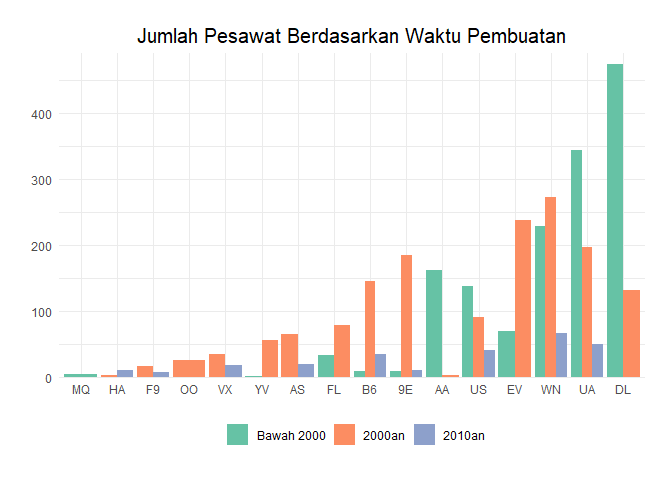 Jumlah Pesawat Berdasarkan Waktu Pembuatan
400
300
200
100
0
MQ HA F9 OO VX YV AS FL B6 9E AA US EV WN UA DL
Bawah 2000 2000an 2010an